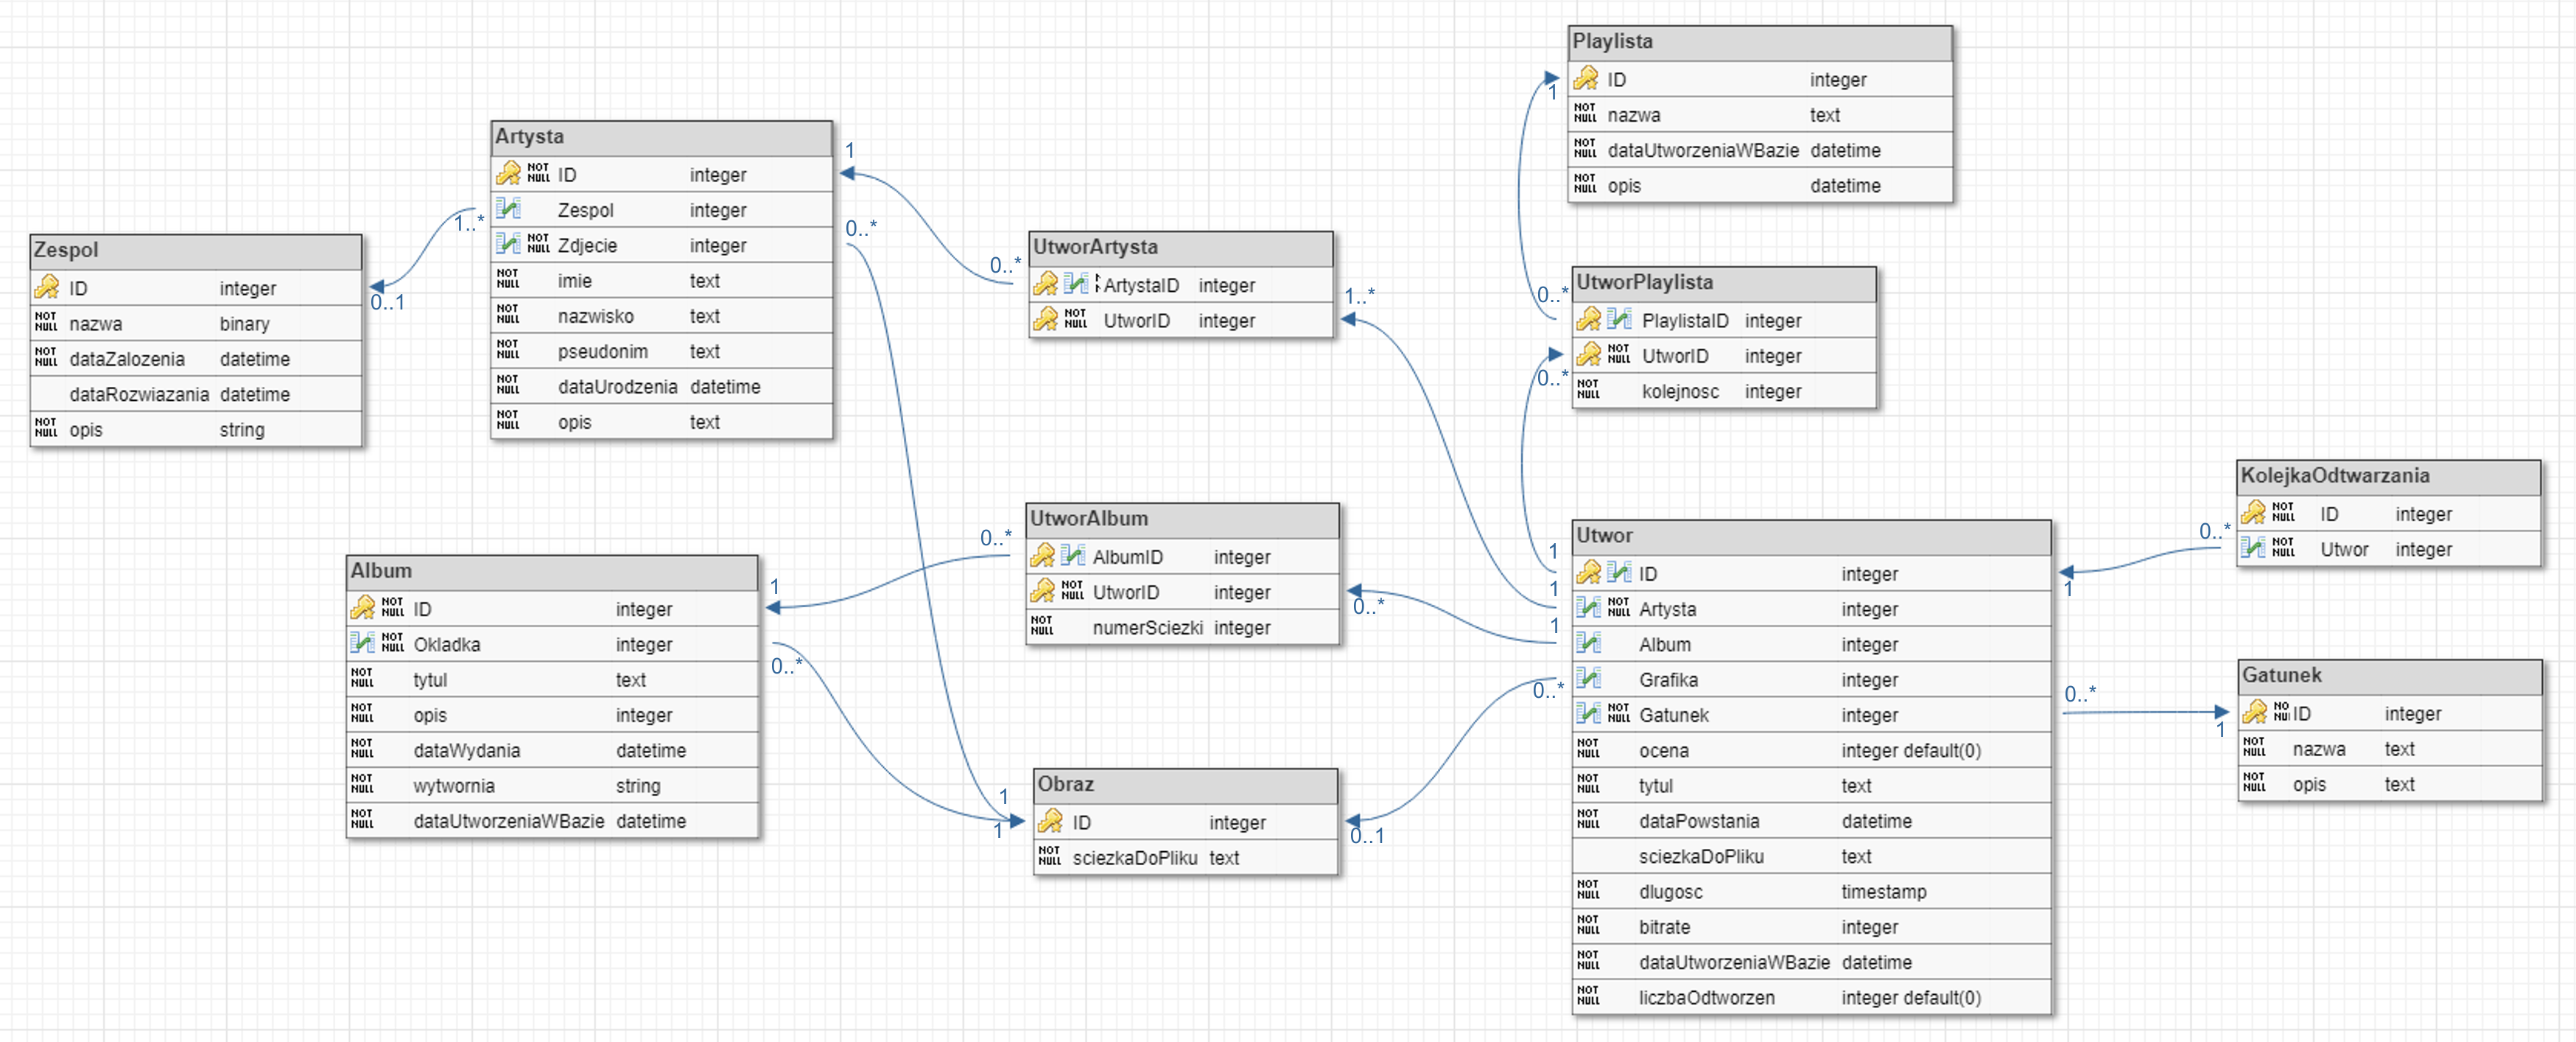 Zespol
ID integer
NOT NULL nazwa binary
NOT NULL dataZalozenia datetime
dataRozwiazania datetime
NOT NULL opis string
0..1
1..*
Artysta
NOT NULL ID integer
Zespol integer
NOT NULL Zdjecie integer
NOT NULL imie text
NOT NULL nazwisko text
NOT NULL pseudonim text
NOT NULL dataUrodzenia datetime
NOT NULL opis text
1
0..*
Album
NOT NULL ID integer
NOT NULL Okladka integer
NOT NULL tytul text
NOT NULL opis integer
NOT NULL dataWydania datetime
NOT NULL wytwornia string
NOT NULL dataUtworzeniaWBazie datetime
1
0..*
UtworArtysta
ArtystaID integer
NOT NULL UtworID integer
0..*
1..*
UtworAlbum
AlbumID integer
NOT NULL UtworID integer
NOT NULL numerSciezki integer
0..*
0..*
Obraz
ID integer
NOT NULL sciezkaDoPliku text
1
1
0..1
Playlista
ID integer
NOT NULL nazwa text
NOT NULL dataUtworzeniaWBazie datetime
NOT NULL opis datetime
1
UtworPlaylista
PlaylistaID integer
NOT NULL UtworID integer
NOT NULL kolejnosc integer
0..*
0..*
Utwor
ID integer
NOT NULL Artysta integer
Album integer
Grafika integer
NOT NULL Gatunek integer
NOT NULL ocena integer default(0)
NOT NULL tytul text
NOT NULL dataPowstania datetime
sciezkaDoPliku text
NOT NULL dlugosc timestamp
NOT NULL bitrate integer
NOT NULL dataUtworzeniaWBazie datetime
NOT NULL liczbaOdtworzen integer default(0)
1
1
1
0..*
1
0..*
KolejkaOdtwarzania
NOT NULL ID integer
NOT NULL Utwor integer
0..*
Gatunek
ID integer
NOT NULL nazwa text
NOT NULL opis text
1